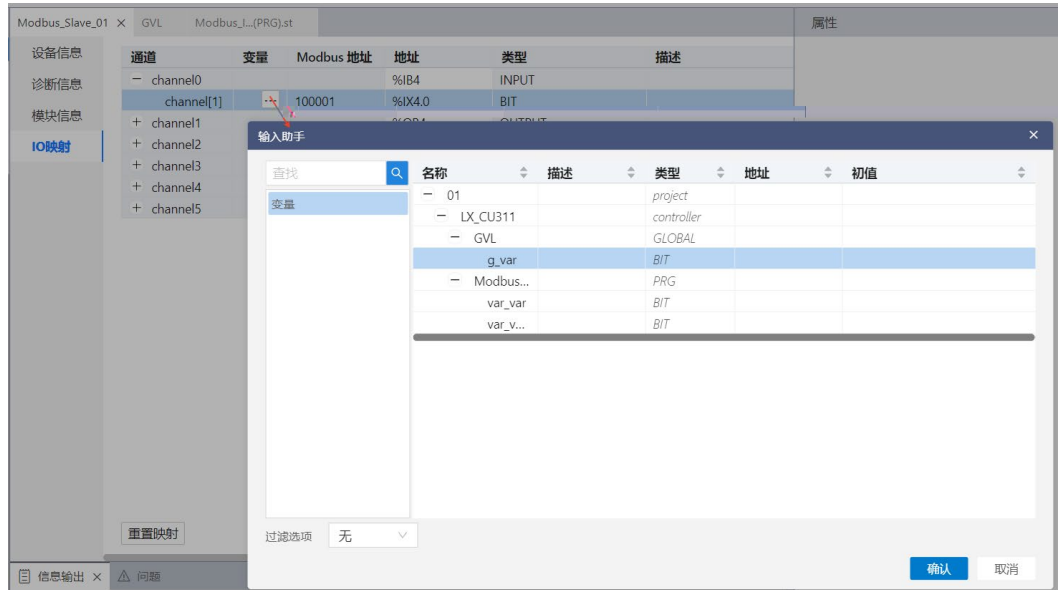 Modbus_Slave_01 × GVL Modbus_I...(PRG).st 属性
设备信息
诊断信息
模块信息
IO映射
通道 变量 Modbus 地址 地址 类型 描述
channel0 %IB4 INPUT
channel[1] 100001 %IX4.0 BIT
channel1
channel2
channel3
channel4
channel5
输入助手 ×
查找 名称 描述 类型 地址 初值
变量
01 project
LX_CU311 controller
GVL GLOBAL
g_var BIT
Modbus... PRG
var_var BIT
var_v... BIT
过滤选项 无
重置映射
确认 取消
信息输出 × 问题